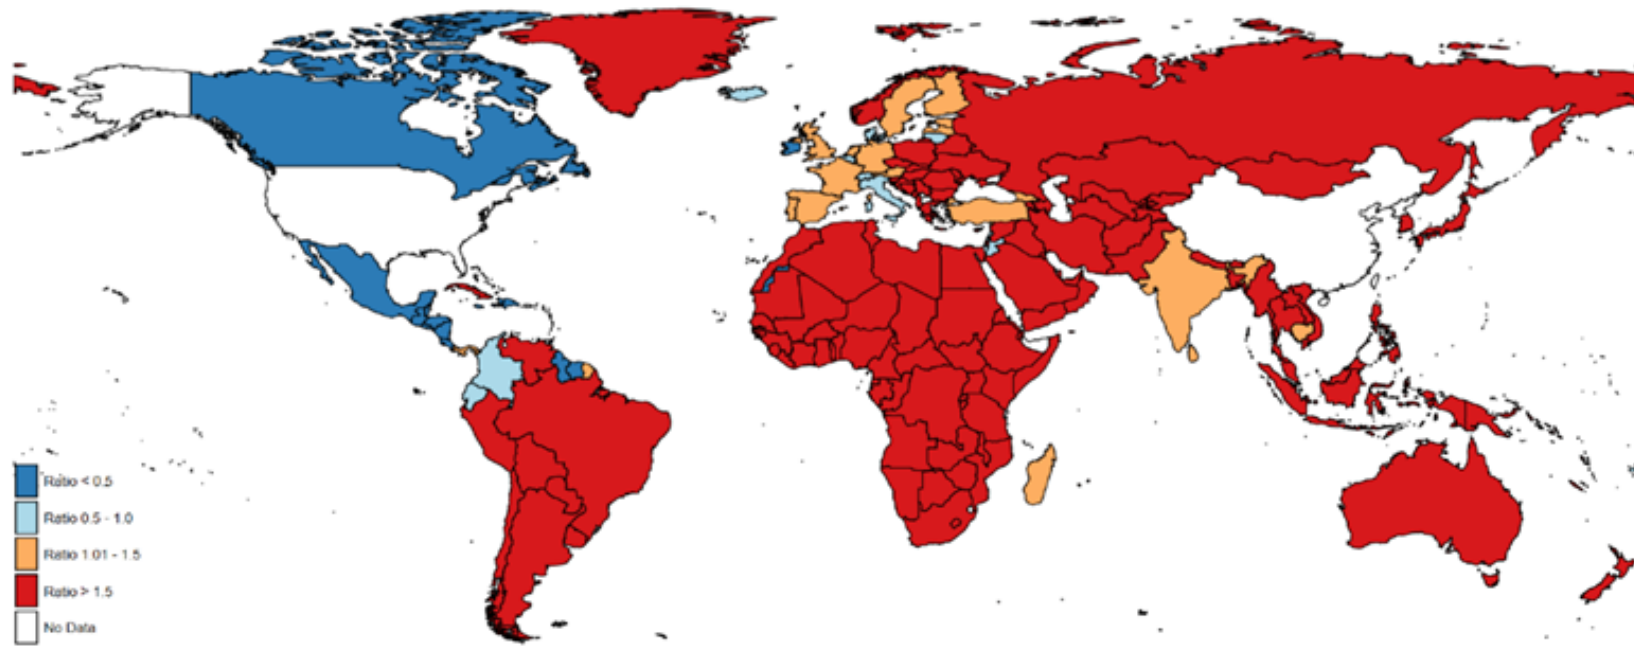 Ratio < 0.5
Ratio 0.5 - 1.0
Ratio 1.01 - 1.5
Ratio > 1.5
No Data